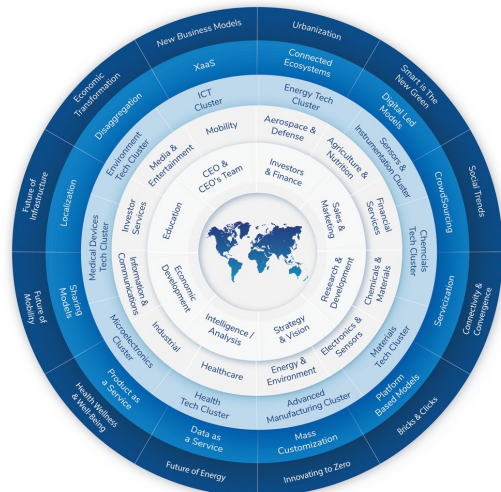 New Business Models
Urbanization
Smart is The
New Green
Social Trends
Connectivity &
Convergence
Bricks & Clicks
Innovating to Zero
Future of Energy
Health Wellness
& Well-Being
Future of
Mobility
Future of
Infrastructure
Economic
Transformation
XaaS
Connected
Ecosystems
Digital Led
Models
CrowdSourcing
Servicization
Platform
Based Models
Mass
Customization
Data as
a Service
Product as
a Service
Sharing
Models
Localization
Disaggregation
ICT
Cluster
Energy Tech
Cluster
Sensors &
Instrumentation Cluster
Chemcials
Tech Cluster
Materials
Tech Cluster
Advanced
Manufacturing Cluster
Health
Tech Cluster
Microelectronics
Cluster
Medical Devices
Tech Cluster
Environment
Tech Cluster
Mobility
Aerospace &
Defense
Agriculture &
Nutrition
Financial
Services
Chemicals &
Materials
Electronics &
Sensors
Energy &
Environment
Healthcare
Industrial
Information &
Communications
Investor
Services
Media &
Entertainment
CEO &
CEO's Team
Investors
& Finance
Sales &
Marketing
Research &
Development
Strategy
& Vision
Intelligence /
Analysis
Economic
Development
Education